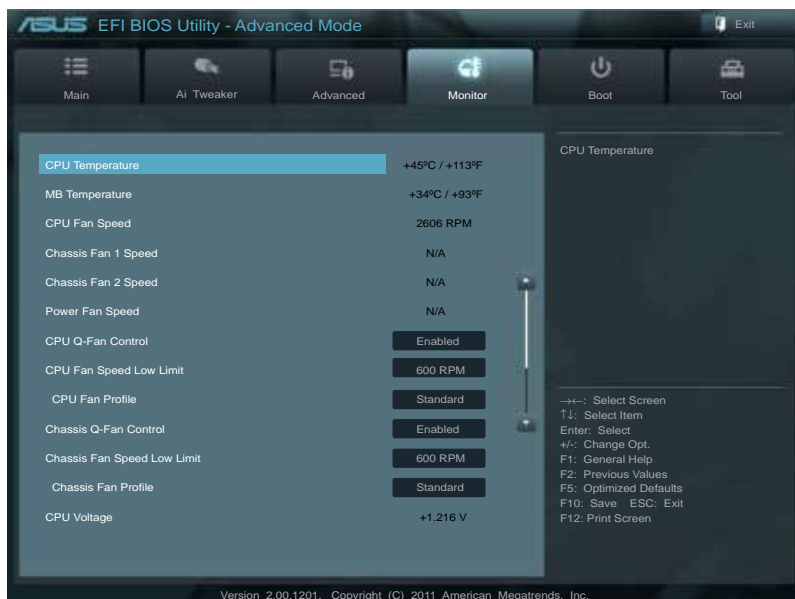 ASUS EFI BIOS Utility - Advanced Mode
Exit
Main
Ai Tweaker
Advanced
Monitor
Boot
Tool
CPU Temperature +45ºC / +113ºF
MB Temperature +34ºC / +93ºF
CPU Fan Speed 2606 RPM
Chassis Fan 1 Speed N/A
Chassis Fan 2 Speed N/A
Power Fan Speed N/A
CPU Q-Fan Control Enabled
CPU Fan Speed Low Limit 600 RPM
CPU Fan Profile Standard
Chassis Q-Fan Control Enabled
Chassis Fan Speed Low Limit 600 RPM
Chassis Fan Profile Standard
CPU Voltage +1.216 V
CPU Temperature
→←: Select Screen
↑↓: Select Item
Enter: Select
+/-: Change Opt.
F1: General Help
F2: Previous Values
F5: Optimized Defaults
F10: Save ESC: Exit
F12: Print Screen
Version 2.00.1201. Copyright (C) 2011 American Megatrends, Inc.